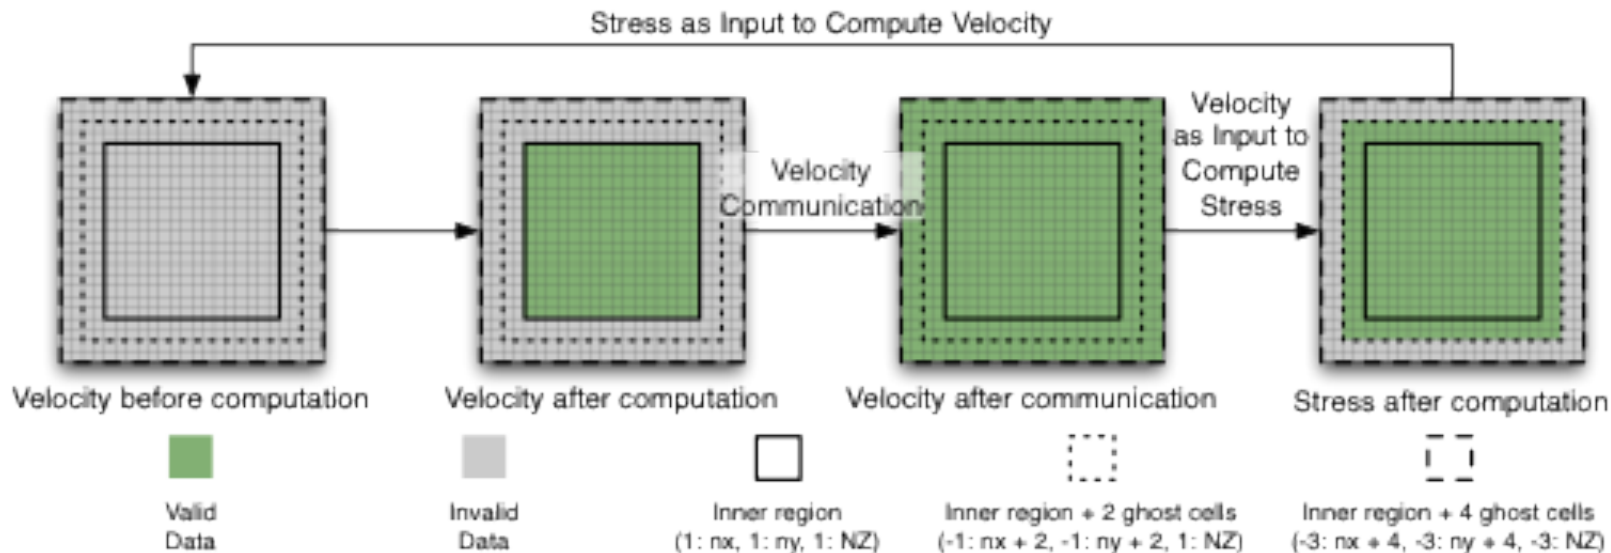 Stress as Input to Compute Velocity
Velocity
Communication
Velocity
as Input to
Compute
Stress
Velocity before computation
Velocity after computation
Velocity after communication
Stress after computation
Valid
Data
Invalid
Data
Inner region
(1: nx, 1: ny, 1: NZ)
Inner region + 2 ghost cells
(-1: nx + 2, -1: ny + 2, 1: NZ)
Inner region + 4 ghost cells
(-3: nx + 4, -3: ny + 4, -3: NZ)